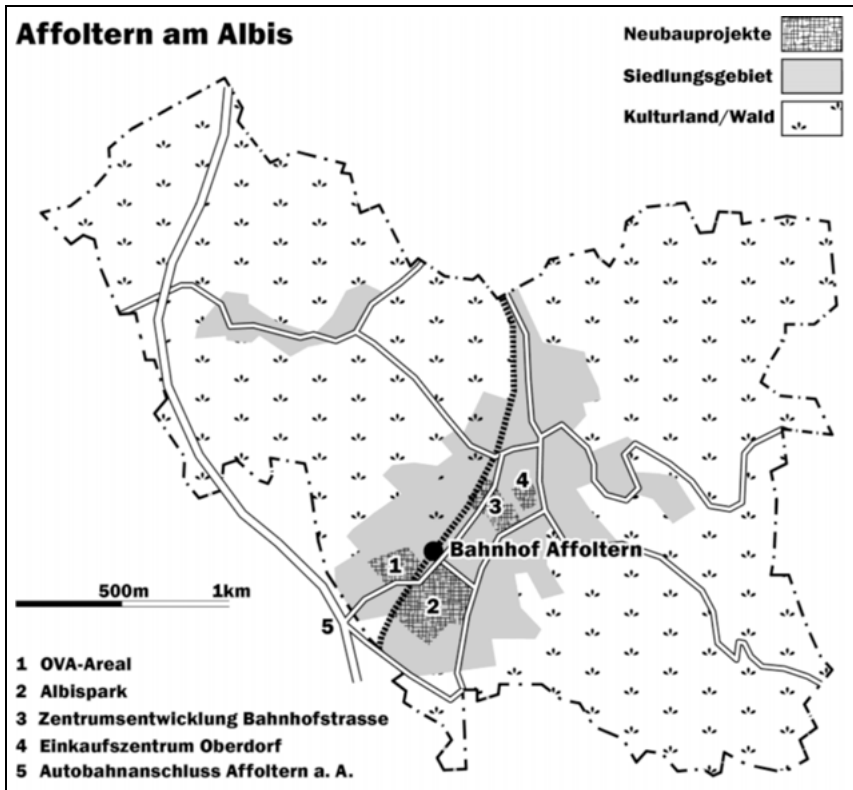 Affoltern am Albis
Neubauprojekte
Siedlungsgebiet
Kulturland/Wald
4
3
Bahnhof Affoltern
1
2
500m 1km
5
1 OVA-Areal
2 Albispark
3 Zentrumsentwicklung Bahnhofstrasse
4 Einkaufszentrum Oberdorf
5 Autobahnanschluss Affoltern a. A.